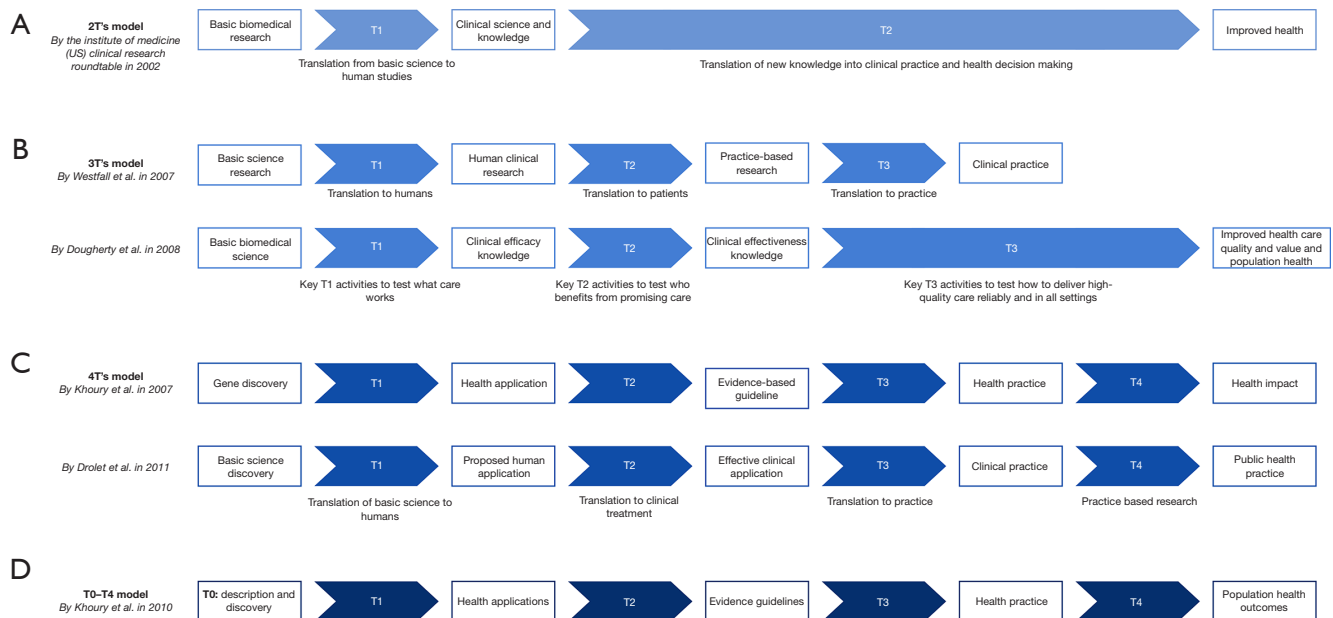 A
2T's model
By the institute of medicine
(US) clinical research
roundtable in 2002
Basic biomedical
research
T1
Translation from basic science to
human studies
Clinical science and
knowledge
T2
Translation of new knowledge into clinical practice and health decision making
Improved health
B
3T's model
By Westfall et al. in 2007
Basic science
research
T1
Translation to humans
Human clinical
research
T2
Translation to patients
Practice-based
research
T3
Translation to practice
Clinical practice
By Dougherty et al. in 2008
Basic biomedical
science
T1
Key T1 activities to test what care
works
Clinical efficacy
knowledge
T2
Key T2 activities to test who
benefits from promising care
Clinical effectiveness
knowledge
T3
Key T3 activities to test how to deliver high-
quality care reliably and in all settings
Improved health care
quality and value and
population health
C
4T's model
By Khoury et al. in 2007
Gene discovery
T1
Health application
T2
Evidence-based
guideline
T3
Health practice
T4
Health impact
By Drolet et al. in 2011
Basic science
discovery
T1
Translation of basic science to
humans
Proposed human
application
T2
Translation to clinical
treatment
Effective clinical
application
T3
Translation to practice
Clinical practice
T4
Practice based research
Public health
practice
D
T0–T4 model
By Khoury et al. in 2010
T0: description and
discovery
T1
Health applications
T2
Evidence guidelines
T3
Health practice
T4
Population health
outcomes